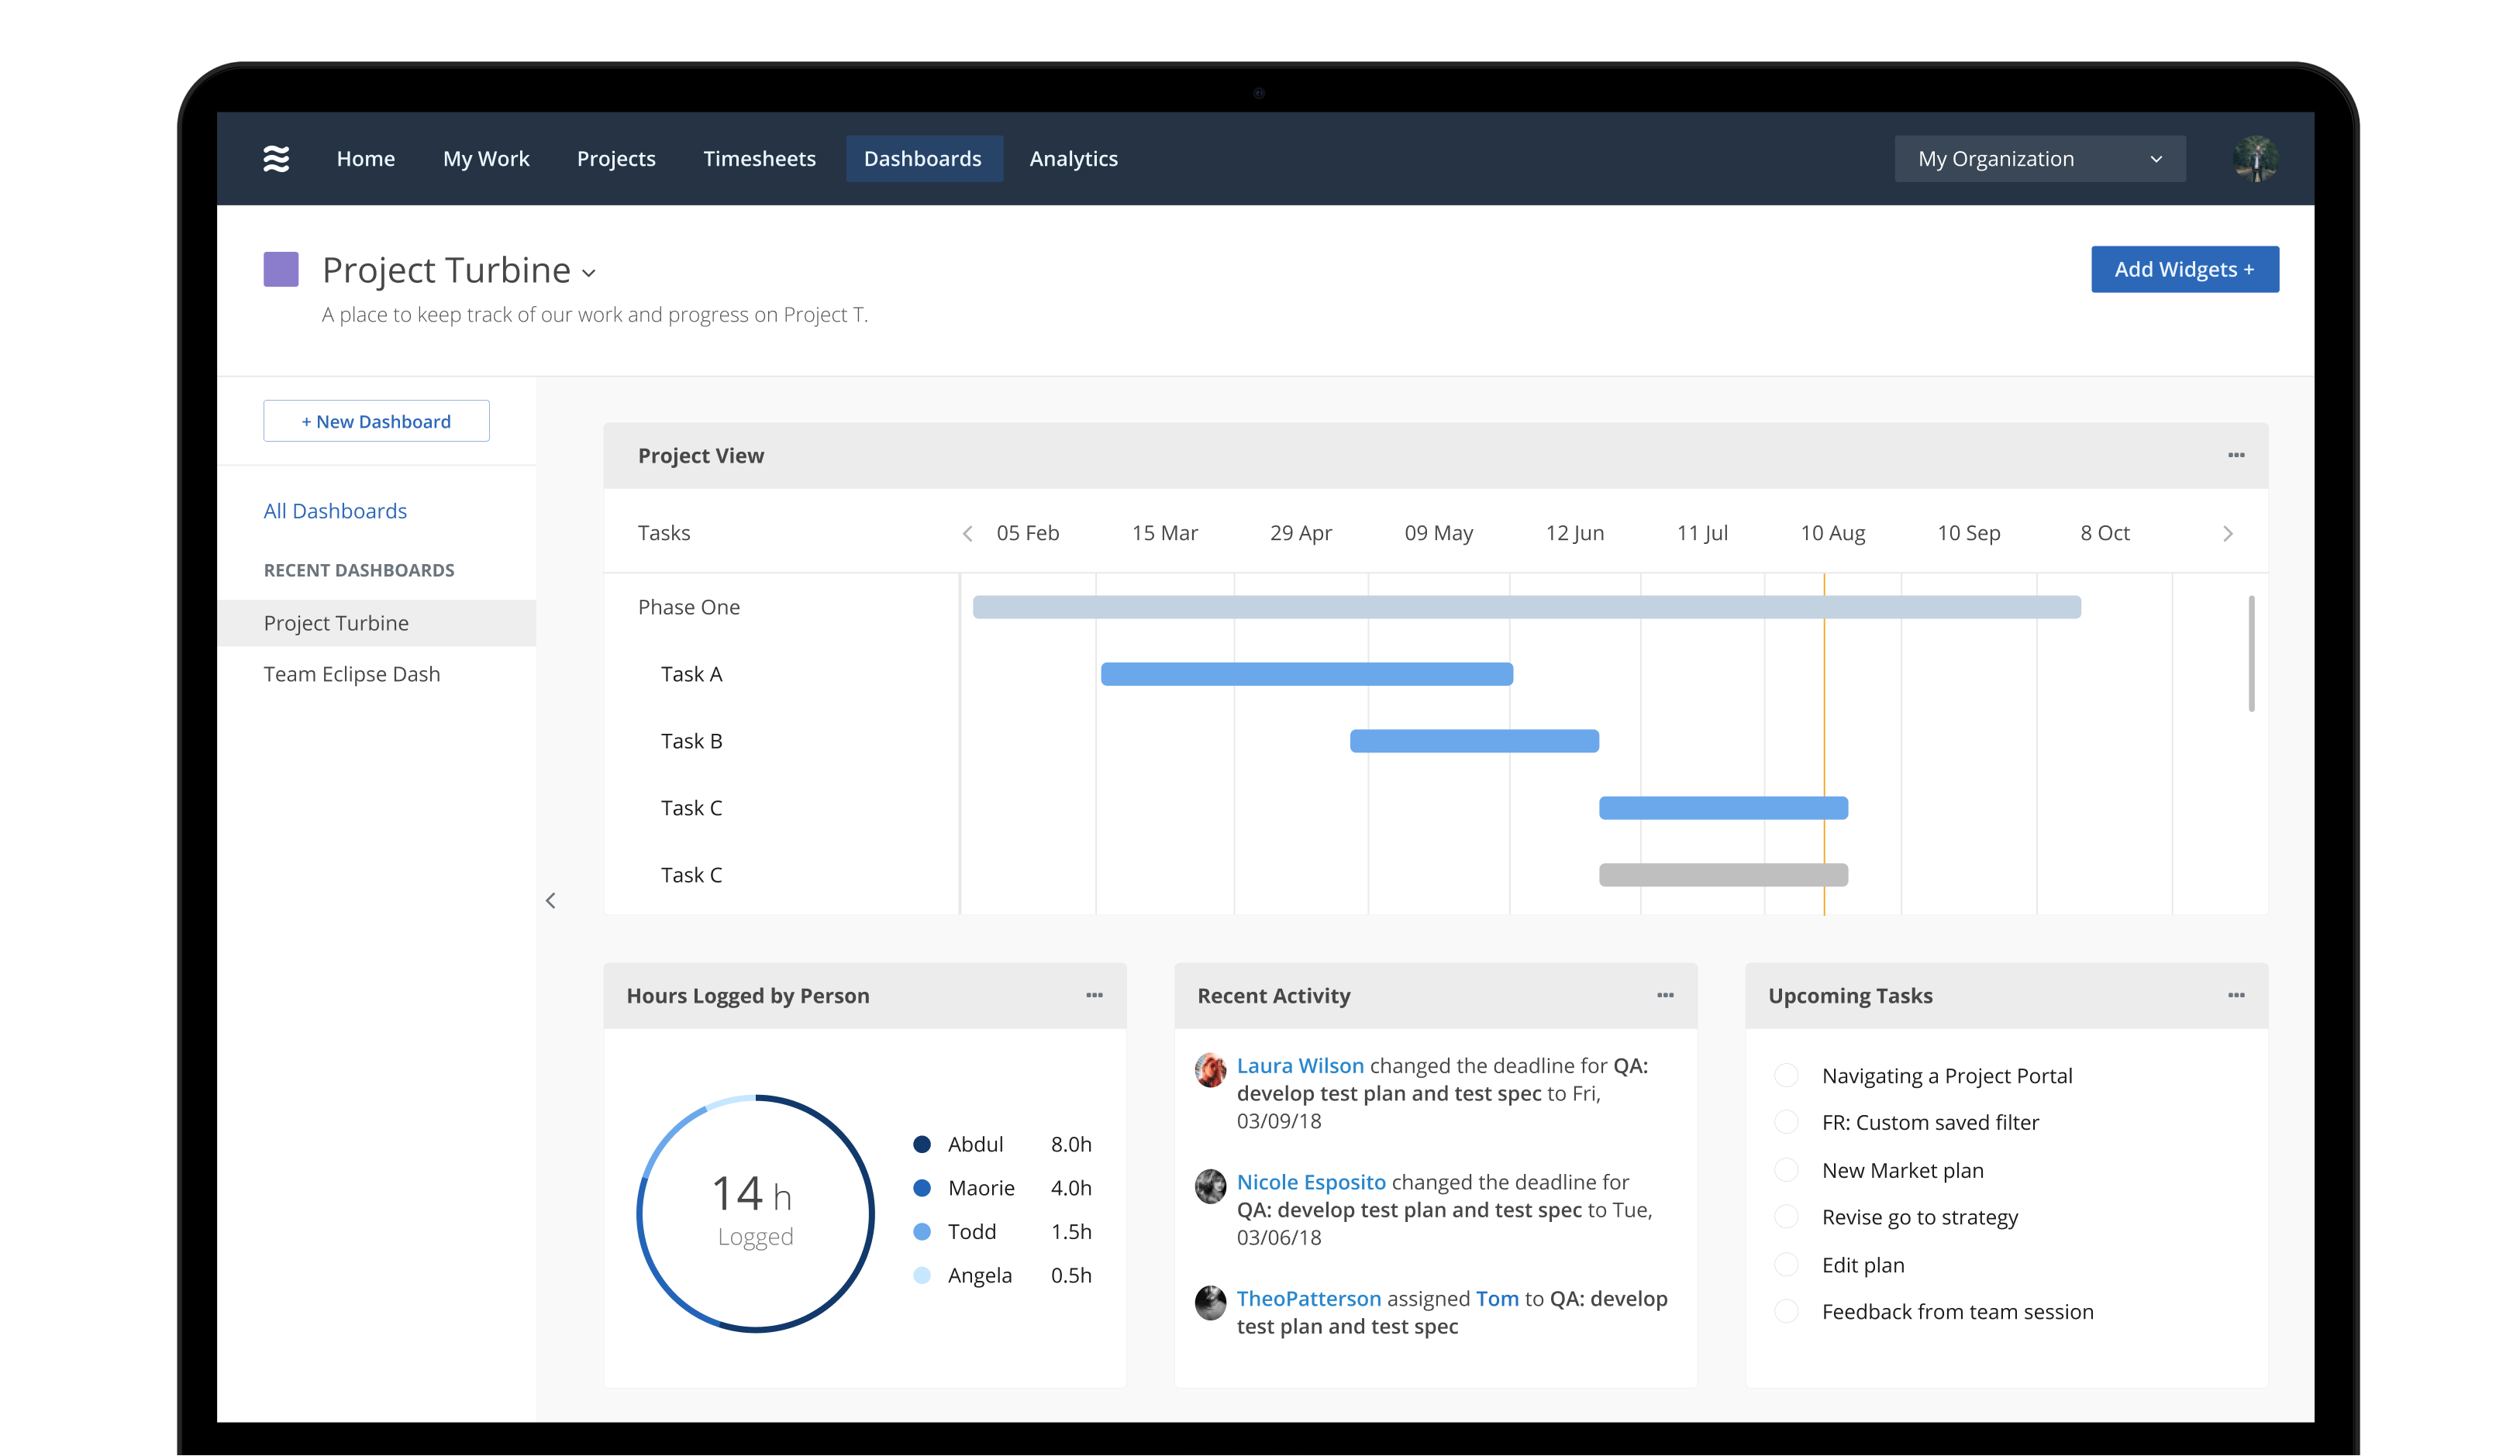 Home My Work Projects Timesheets Dashboards Analytics My Organization
Project Turbine
Add Widgets +
A place to keep track of our work and progress on Project T.
+ New Dashboard
All Dashboards
RECENT DASHBOARDS
Project Turbine
Team Eclipse Dash
Project View
Tasks 05 Feb 15 Mar 29 Apr 09 May 12 Jun 11 Jul 10 Aug 10 Sep 8 Oct
Phase One
Task A
Task B
Task C
Task C
Hours Logged by Person
14 h
Logged
Abdul 8.0h
Maorie 4.0h
Todd 1.5h
Angela 0.5h
Recent Activity
Laura Wilson changed the deadline for QA:
develop test plan and test spec to Fri,
03/09/18
Nicole Esposito changed the deadline for
QA: develop test plan and test spec to Tue,
03/06/18
TheoPatterson assigned Tom to QA: develop
test plan and test spec
Upcoming Tasks
Navigating a Project Portal
FR: Custom saved filter
New Market plan
Revise go to strategy
Edit plan
Feedback from team session